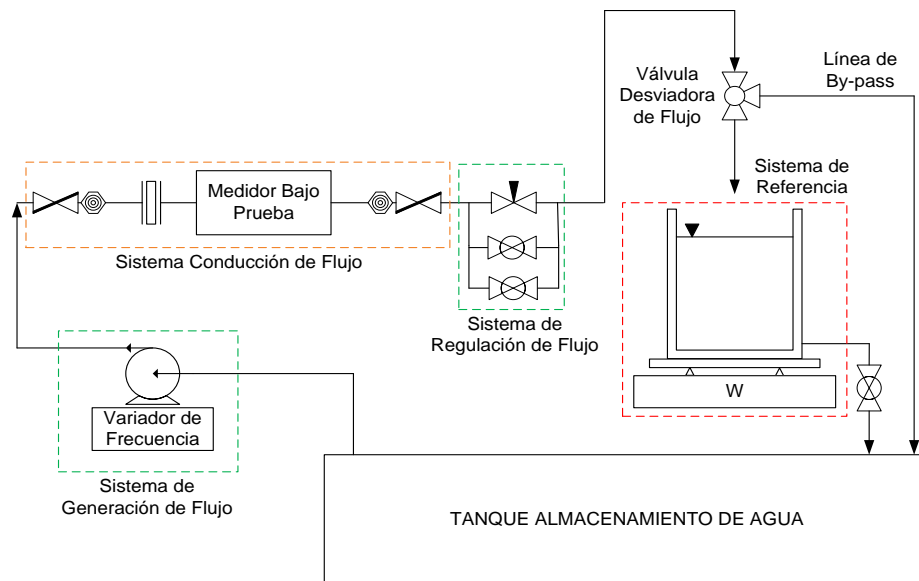 Línea de
By-pass
Válvula
Desviadora
de Flujo
Sistema de
Referencia
Medidor Bajo
Prueba
Sistema Conducción de Flujo
Sistema de
Regulación de Flujo
W
Variador de
Frecuencia
Sistema de
Generación de Flujo
TANQUE ALMACENAMIENTO DE AGUA